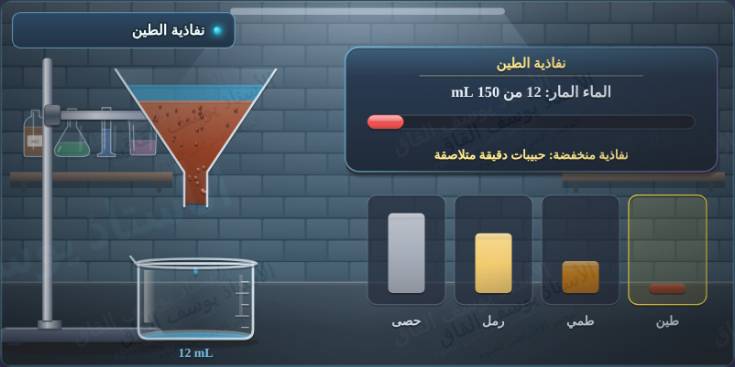 نفاذية الطين
نفاذية الطين
الماء المار: 12 من 150 mL
نفاذية منخفضة: حبيبات دقيقة متلاصقة
حصى
رمل
طمي
طين
12 mL